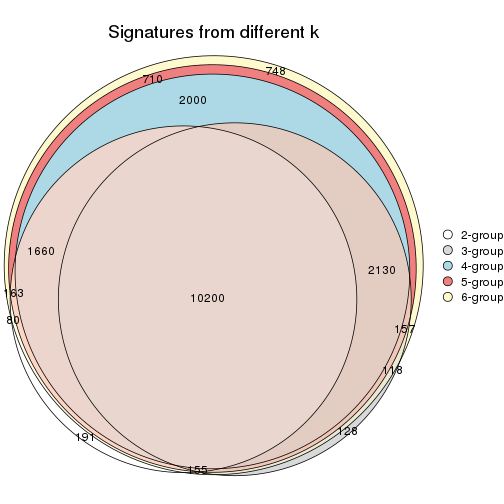 Signatures from different k
748
710
2000
1660
2130
10200
163
80
157
118
128
191
155
2-group
3-group
4-group
5-group
6-group